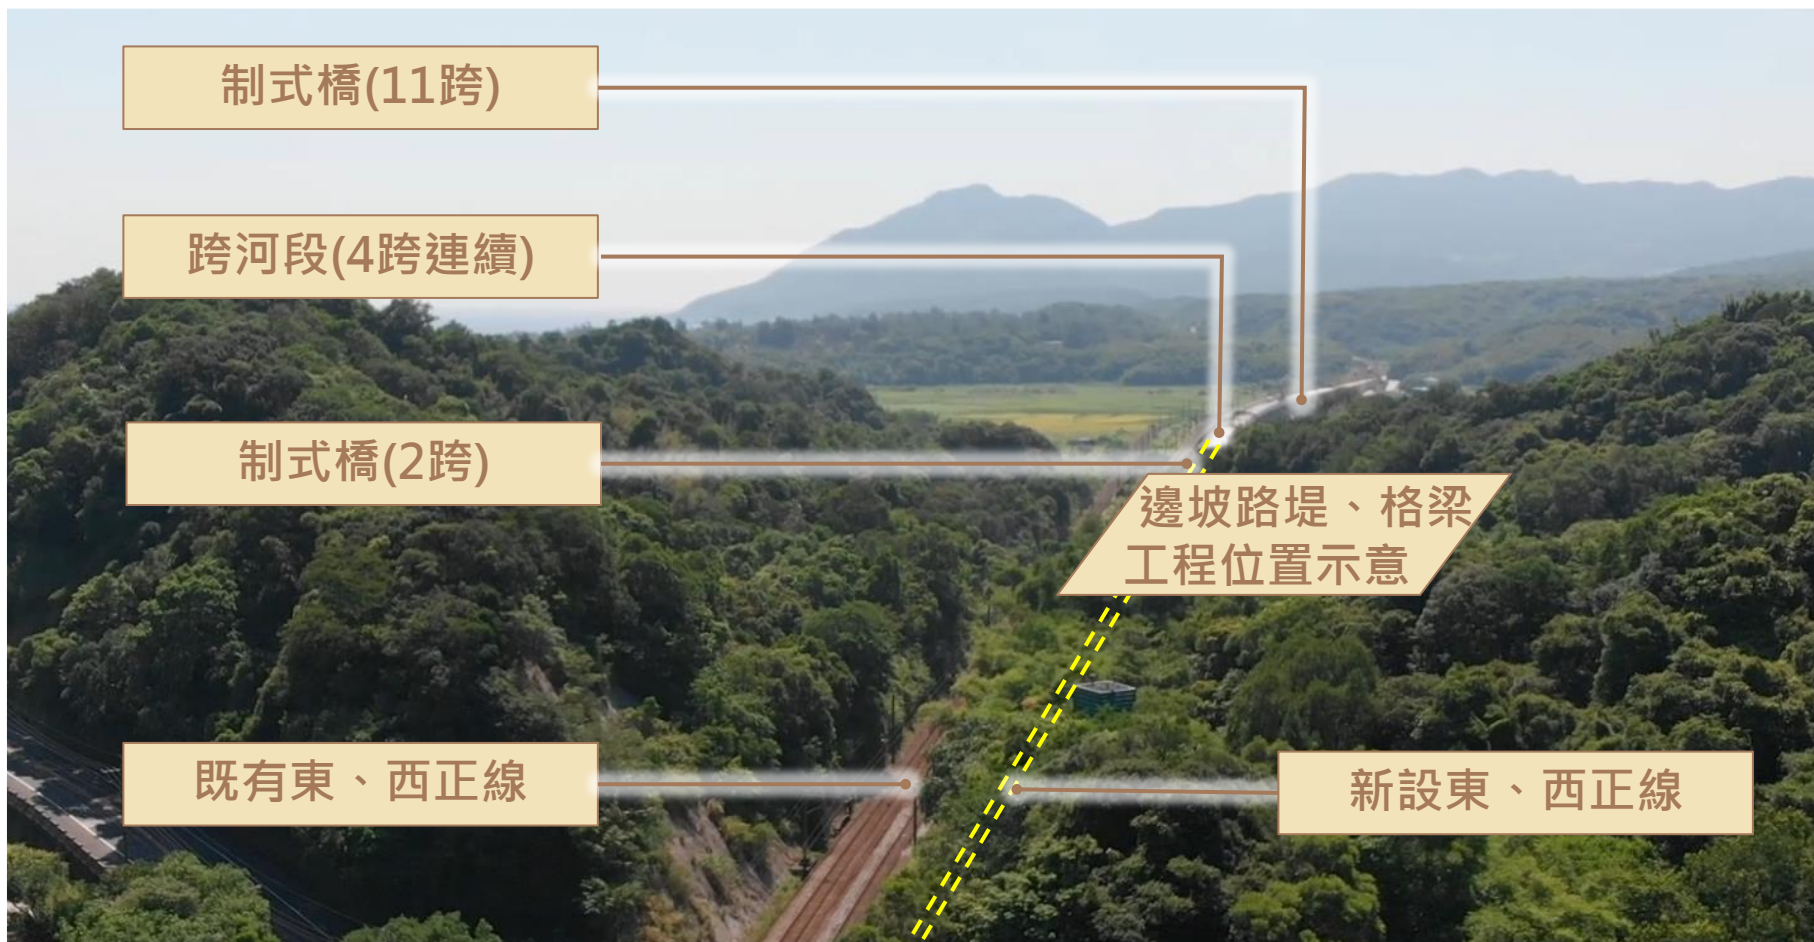 制式橋(11跨)
跨河段(4跨連續)
制式橋(2跨)
邊坡路堤、格梁
工程位置示意
既有東、西正線
新設東、西正線